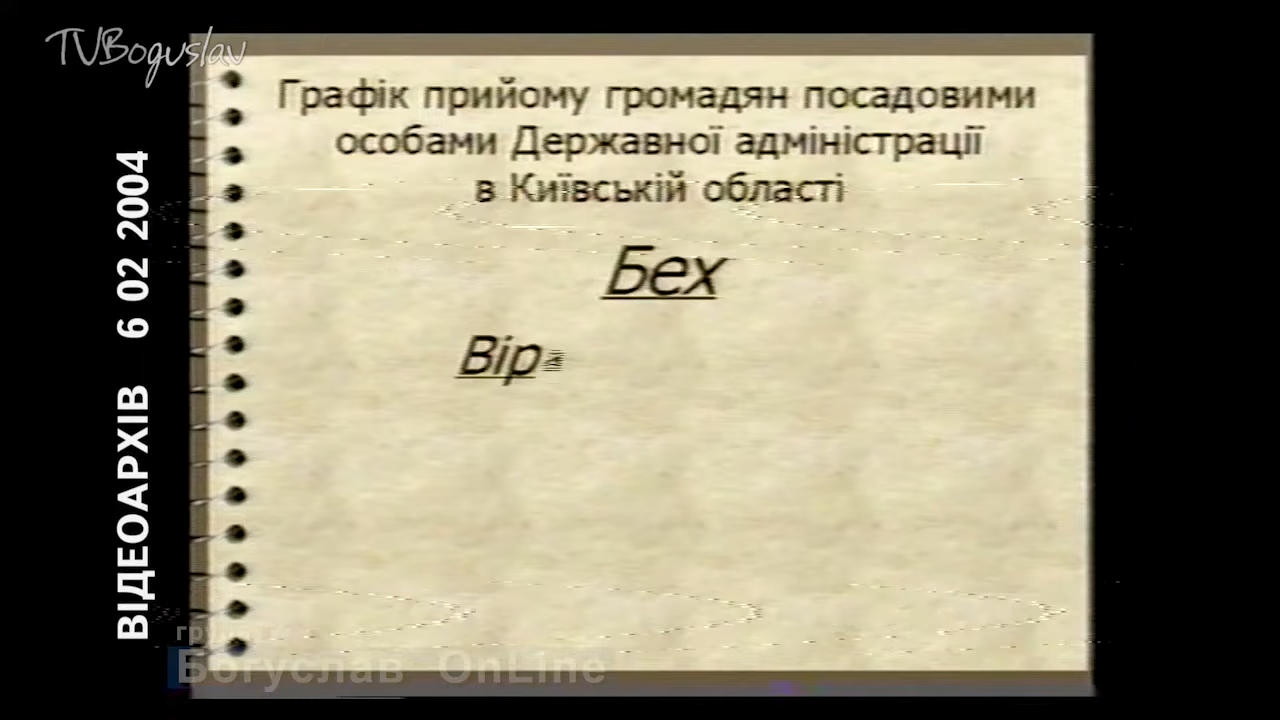 TVBoguslav
Графік прийому громадян посадовими
особами Державної адміністрації
в Київській області
Бех
Вір
ВІДЕОАРХІВ 6 02 2004
Богуслав OnLine